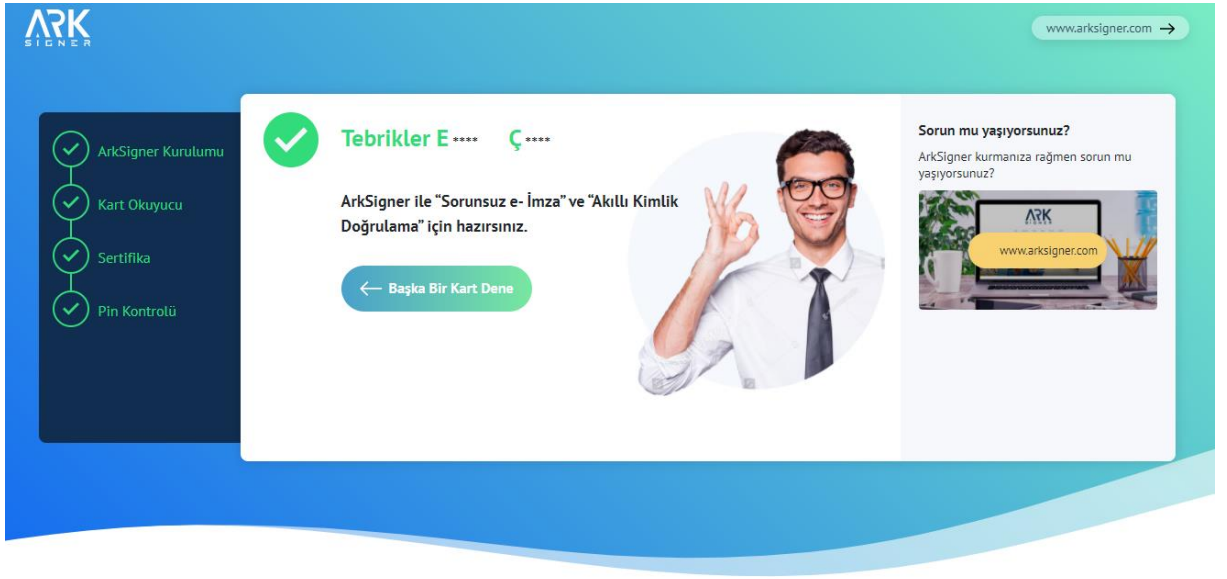 ARK
SIGNER
www.arksigner.com →
ArkSigner Kurulumu
Kart Okuyucu
Sertifika
Pin Kontrolü
Tebrikler E **** Ç ****
ArkSigner ile “Sorunsuz e- İmza” ve “Akıllı Kimlik
Doğrulama” için hazırsınız.
← Başka Bir Kart Dene
Sorun mu yaşıyorsunuz?
ArkSigner kurmanıza rağmen sorun mu
yaşıyorsunuz?
ARK
www.arksigner.com